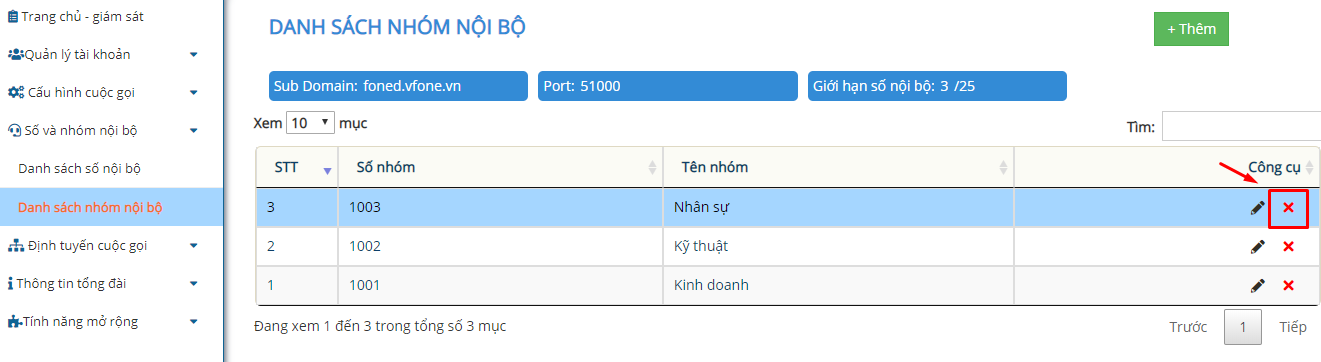 Trang chủ - giám sát
Quản lý tài khoản
Cấu hình cuộc gọi
Số và nhóm nội bộ
Danh sách số nội bộ
Danh sách nhóm nội bộ
Định tuyến cuộc gọi
Thông tin tổng đài
Tính năng mở rộng
DANH SÁCH NHÓM NỘI BỘ
+ Thêm
Sub Domain: foned.vfone.vn
Port: 51000
Giới hạn số nội bộ: 3 /25
Xem 10 mục
Tìm:
STT Số nhóm Tên nhóm Công cụ
3 1003 Nhân sự
2 1002 Kỹ thuật
1 1001 Kinh doanh
Đang xem 1 đến 3 trong tổng số 3 mục
Trước 1 Tiếp